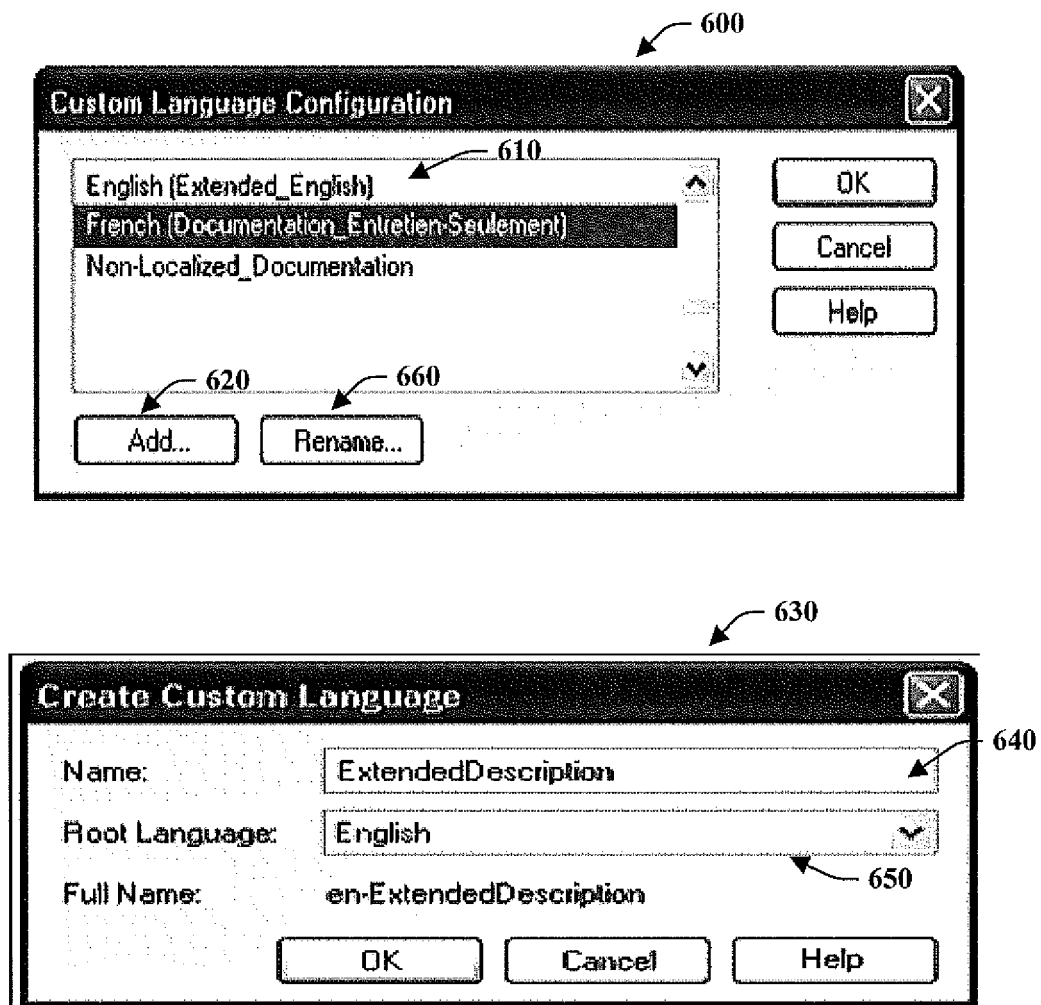 600
Custom Language Configuration
610
English (Extended_English)
OK
French (Documentation_Entretien-Seulement)
Cancel
Non-Localized_Documentation
Help
620
660
Add...
Rename...
630
Create Custom Language
640
Name: ExtendedDescription
Root Language: English
650
Full Name: en-ExtendedDescription
OK Cancel Help